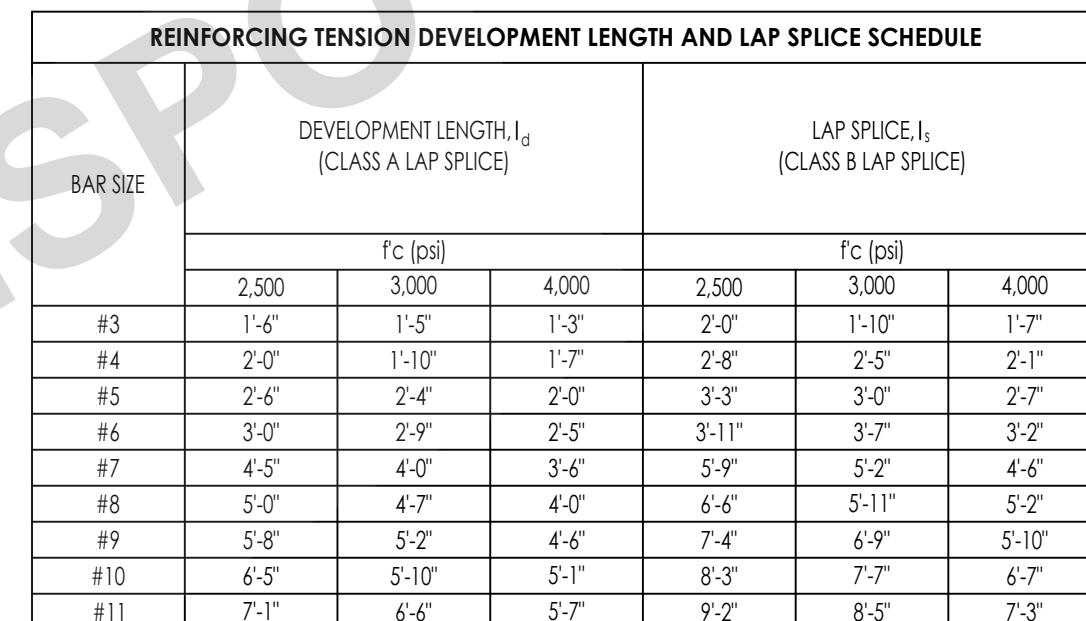 REINFORCING TENSION DEVELOPMENT LENGTH AND LAP SPLICE SCHEDULE
BAR SIZE
DEVELOPMENT LENGTH, ld
(CLASS A LAP SPLICE)
LAP SPLICE, ls
(CLASS B LAP SPLICE)
f'c (psi) f'c (psi)
2,500 3,000 4,000 2,500 3,000 4,000
#3 1'-6" 1'-5" 1'-3" 2'-0" 1'-10" 1'-7"
#4 2'-0" 1'-10" 1'-7" 2'-8" 2'-5" 2'-1"
#5 2'-6" 2'-4" 2'-0" 3'-3" 3'-0" 2'-7"
#6 3'-0" 2'-9" 2'-5" 3'-11" 3'-7" 3'-2"
#7 4'-5" 4'-0" 3'-6" 5'-9" 5'-2" 4'-6"
#8 5'-0" 4'-7" 4'-0" 6'-6" 5'-11" 5'-2"
#9 5'-8" 5'-2" 4'-6" 7'-4" 6'-9" 5'-10"
#10 6'-5" 5'-10" 5'-1" 8'-3" 7'-7" 6'-7"
#11 7'-1" 6'-6" 5'-7" 9'-2" 8'-5" 7'-3"